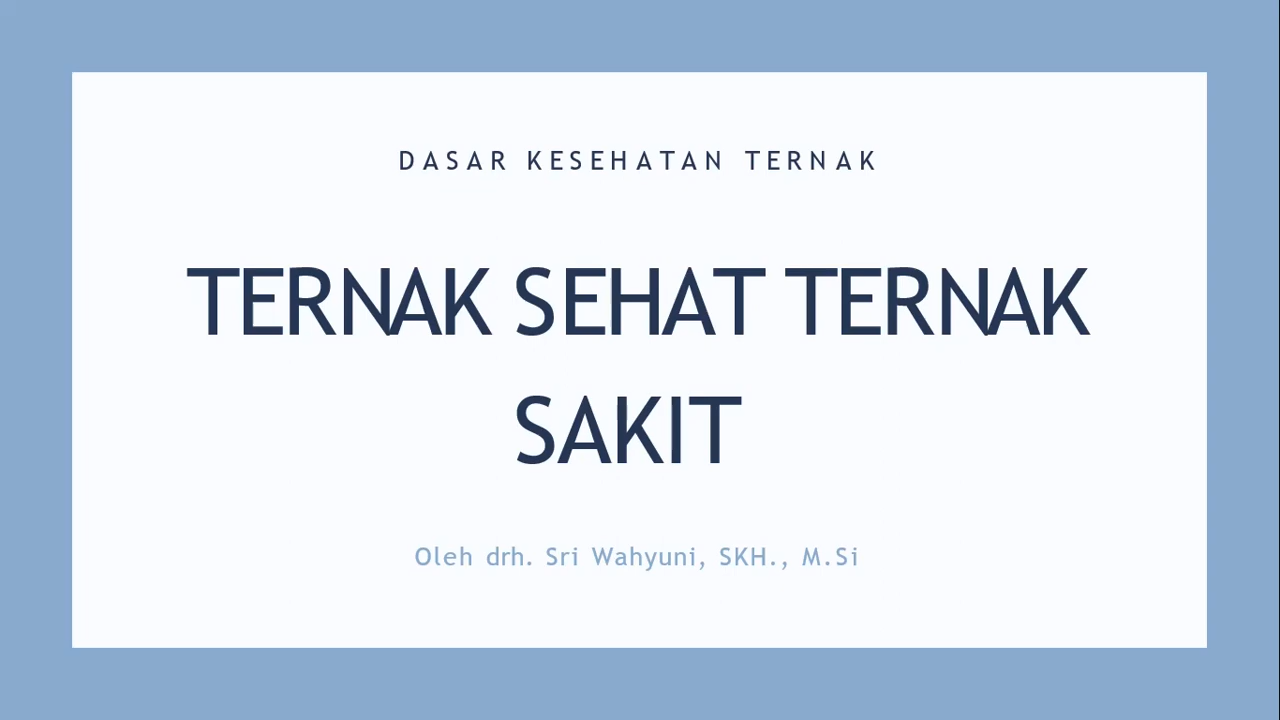 DASAR KESEHATAN TERNAK
TERNAK SEHAT TERNAK
SAKIT
Oleh drh. Sri Wahyuni, SKH., M.Si